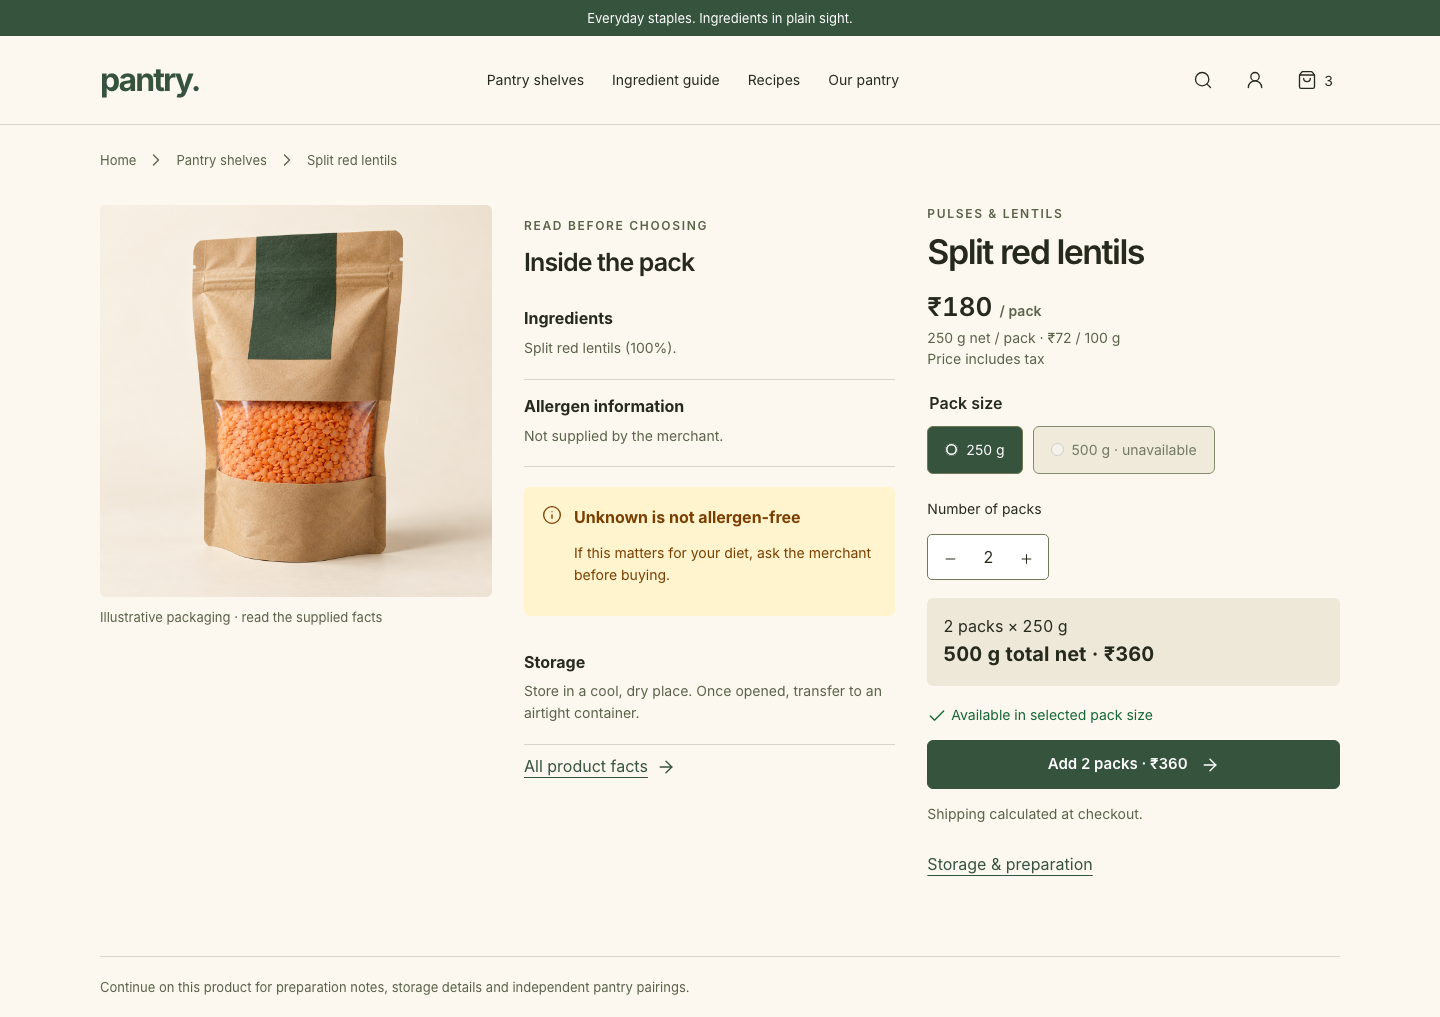 Everyday staples. Ingredients in plain sight.
pantry.
Pantry shelves
Ingredient guide
Recipes
Our pantry
3
Home
Pantry shelves
Split red lentils
Illustrative packaging · read the supplied facts
READ BEFORE CHOOSING
Inside the pack
Ingredients
Split red lentils (100%).
Allergen information
Not supplied by the merchant.
Unknown is not allergen-free
If this matters for your diet, ask the merchant
before buying.
Storage
Store in a cool, dry place. Once opened, transfer to an
airtight container.
All product facts
PULSES & LENTILS
Split red lentils
₹180 / pack
250 g net / pack · ₹72 / 100 g
Price includes tax
Pack size
250 g
500 g · unavailable
Number of packs
− 2 +
2 packs × 250 g
500 g total net · ₹360
Available in selected pack size
Add 2 packs · ₹360
Shipping calculated at checkout.
Storage & preparation
Continue on this product for preparation notes, storage details and independent pantry pairings.